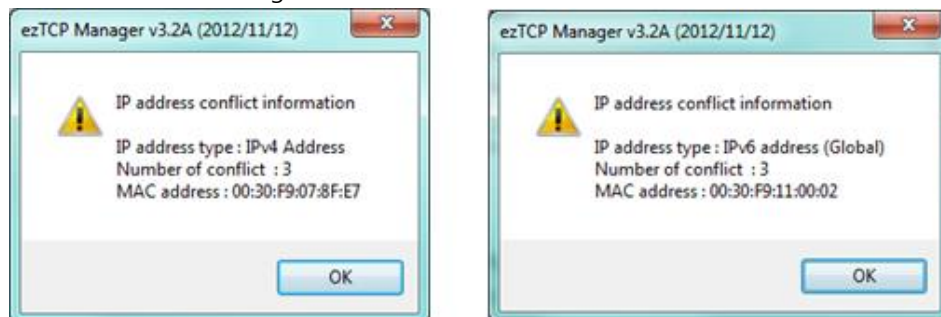 ezTCP Manager v3.2A (2012/11/12)
IP address conflict information
IP address type : IPv4 Address
Number of conflict : 3
MAC address : 00:30:F9:07:8F:E7
OK
ezTCP Manager v3.2A (2012/11/12)
IP address conflict information
IP address type : IPv6 address (Global)
Number of conflict : 3
MAC address : 00:30:F9:11:00:02
OK